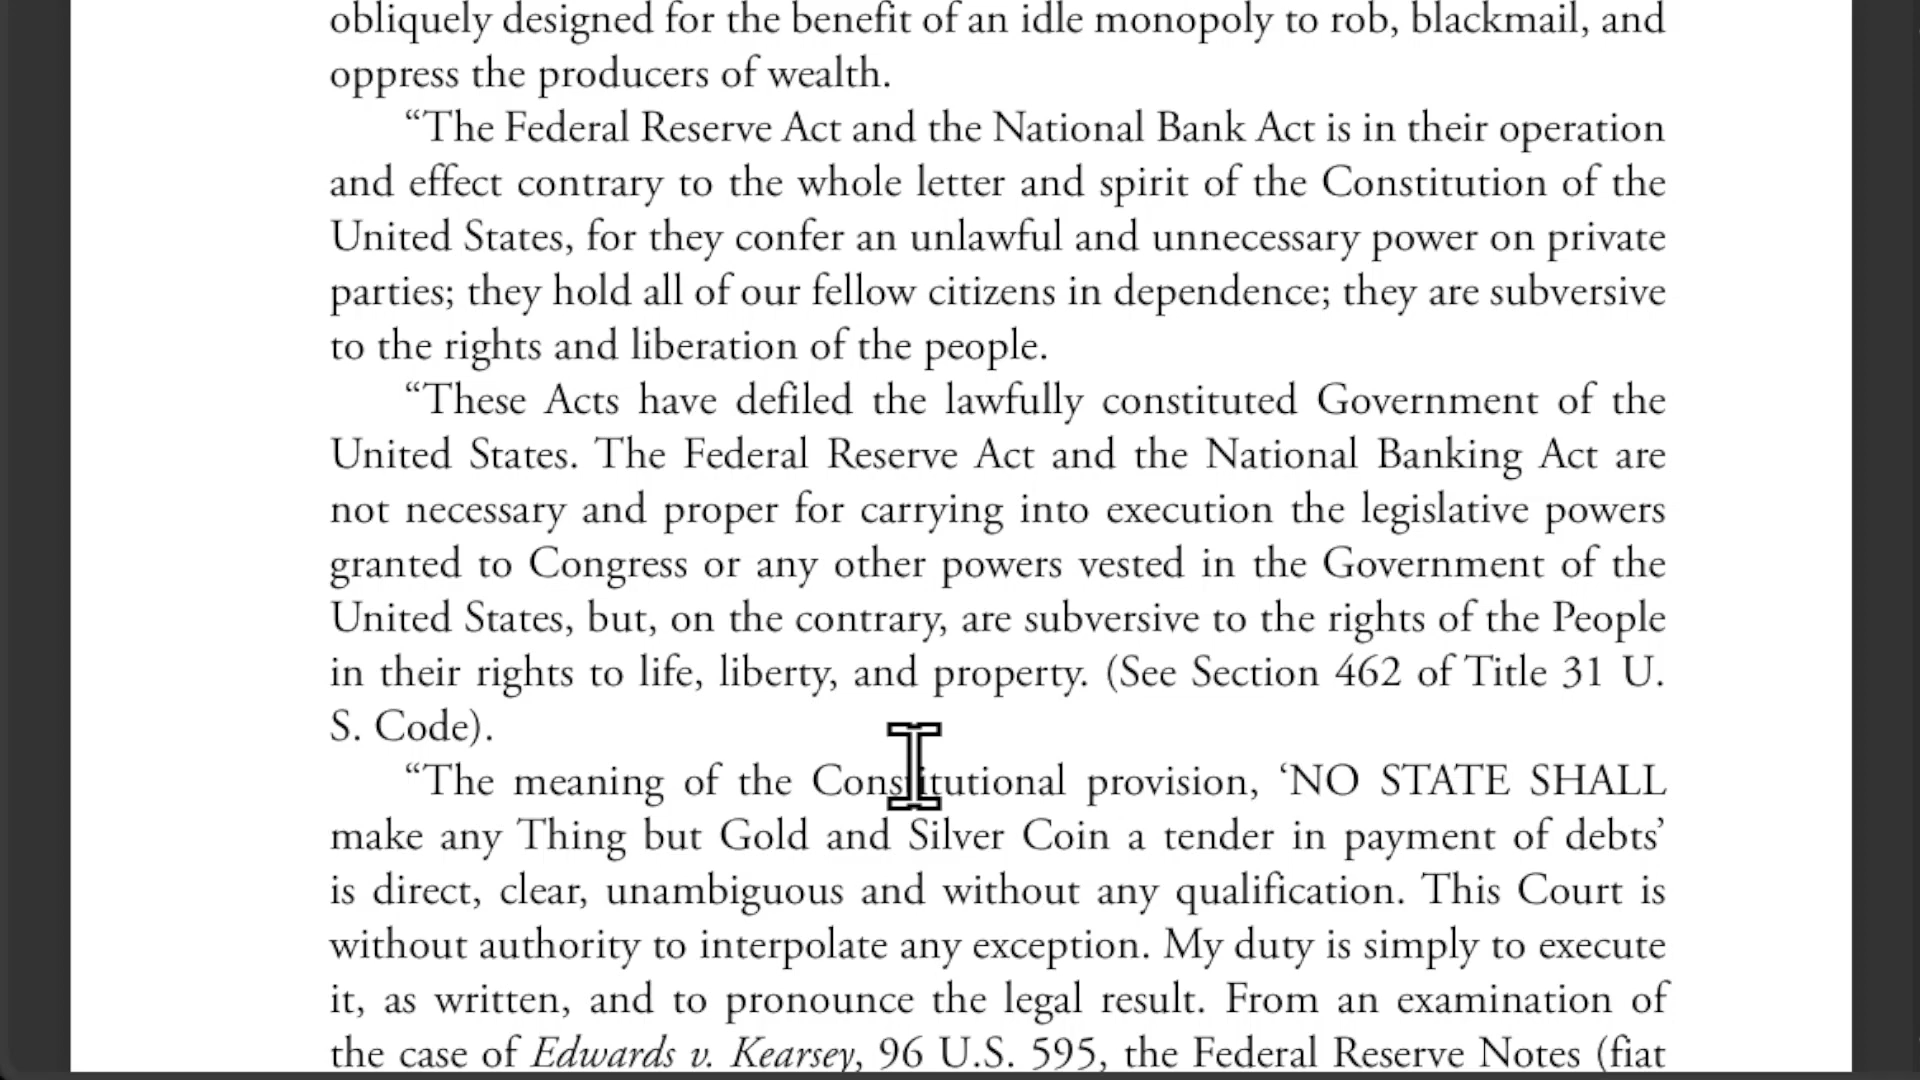 obliquely designed for the benefit of an idle monopoly to rob, blackmail, and
oppress the producers of wealth.
“The Federal Reserve Act and the National Bank Act is in their operation
and effect contrary to the whole letter and spirit of the Constitution of the
United States, for they confer an unlawful and unnecessary power on private
parties; they hold all of our fellow citizens in dependence; they are subversive
to the rights and liberation of the people.
“These Acts have defiled the lawfully constituted Government of the
United States. The Federal Reserve Act and the National Banking Act are
not necessary and proper for carrying into execution the legislative powers
granted to Congress or any other powers vested in the Government of the
United States, but, on the contrary, are subversive to the rights of the People
in their rights to life, liberty, and property. (See Section 462 of Title 31 U.
S. Code).
“The meaning of the Constitutional provision, ‘NO STATE SHALL
make any Thing but Gold and Silver Coin a tender in payment of debts’
is direct, clear, unambiguous and without any qualification. This Court is
without authority to interpolate any exception. My duty is simply to execute
it, as written, and to pronounce the legal result. From an examination of
the case of Edwards v. Kearsey, 96 U.S. 595, the Federal Reserve Notes (fiat